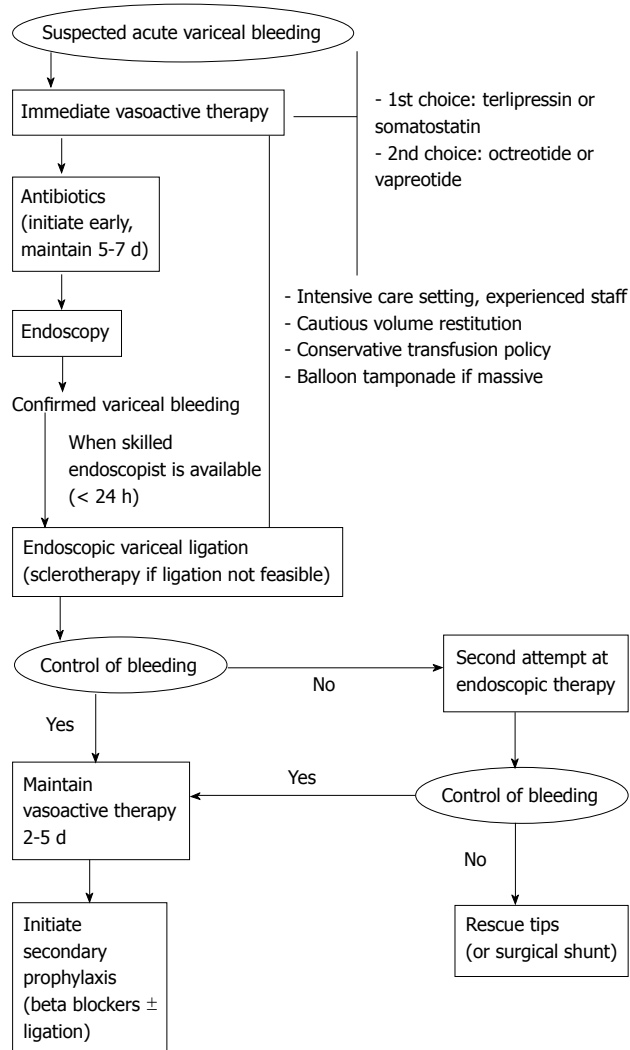 Suspected acute variceal bleeding
Immediate vasoactive therapy
- 1st choice: terlipressin or
somatostatin
- 2nd choice: octreotide or
vapreotide
Antibiotics
(initiate early,
maintain 5-7 d)
- Intensive care setting, experienced staff
- Cautious volume restitution
- Conservative transfusion policy
- Balloon tamponade if massive
Endoscopy
Confirmed variceal bleeding
When skilled
endoscopist is available
(< 24 h)
Endoscopic variceal ligation
(sclerotherapy if ligation not feasible)
Control of bleeding
No
Second attempt at
endoscopic therapy
Yes
Maintain
vasoactive therapy
2-5 d
Yes
Control of bleeding
No
Initiate
secondary
prophylaxis
(beta blockers ±
ligation)
Rescue tips
(or surgical shunt)